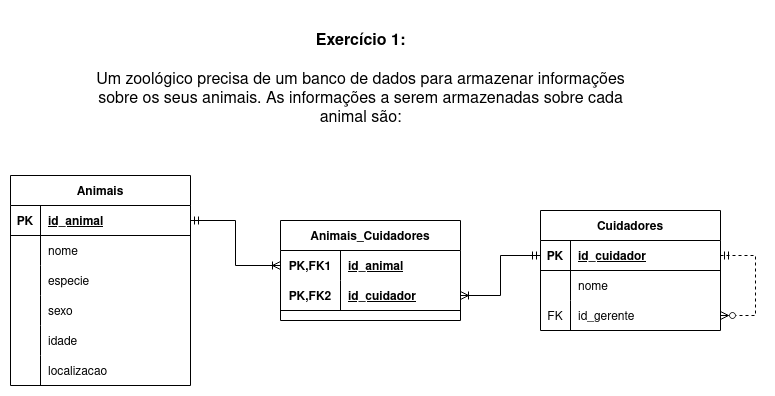 Exercício 1:
Um zoológico precisa de um banco de dados para armazenar informações
sobre os seus animais. As informações a serem armazenadas sobre cada
animal são:
Animais
PK id_animal
nome
especie
sexo
idade
localizacao
Animais_Cuidadores
PK,FK1 id_animal
PK,FK2 id_cuidador
Cuidadores
PK id_cuidador
nome
FK id_gerente